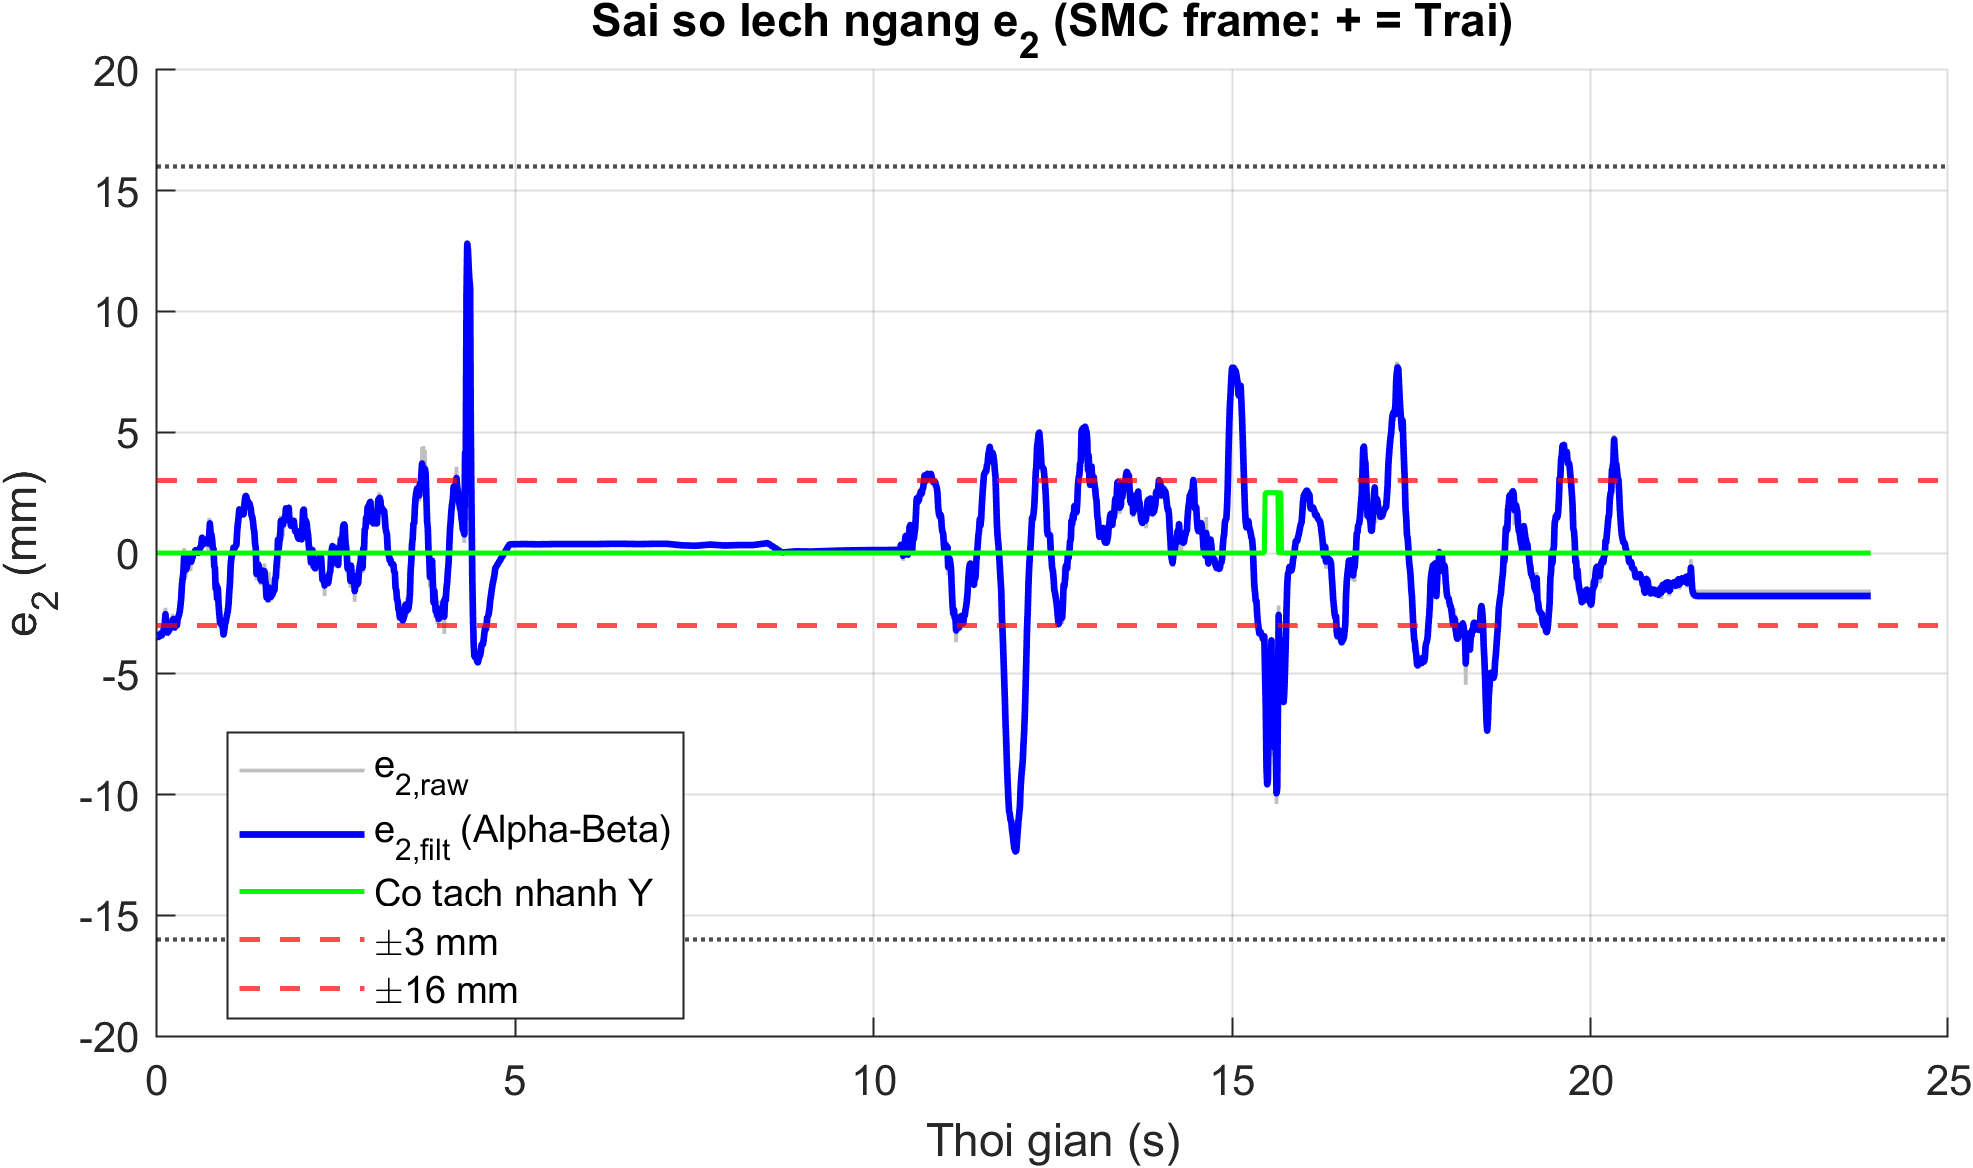 Sai so lech ngang e2 (SMC frame: + = Trai)
20
15
10
5
0
-5
-10
-15
-20
e2 (mm)
e2,raw
e2,filt (Alpha-Beta)
Co tach nhanh Y
±3 mm
±16 mm
0 5 10 15 20 25
Thoi gian (s)